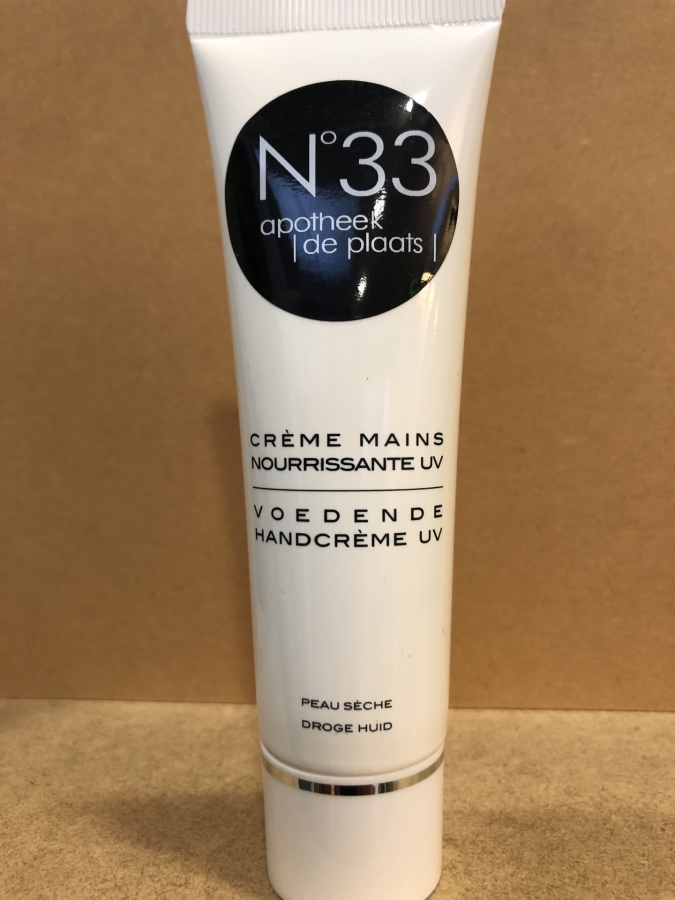 N°33
apotheek
|de plaats|
CRÈME MAINS
NOURRISSANTE UV
VOEDENDE
HANDCRÈME UV
PEAU SÈCHE
DROGE HUID